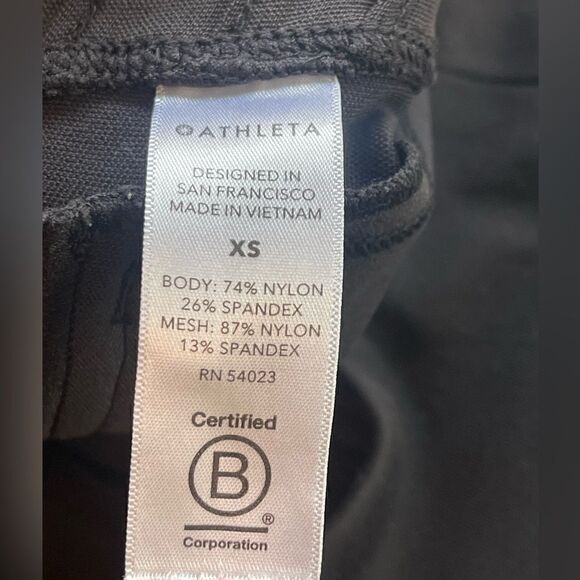 ATHLETA
DESIGNED IN
SAN FRANCISCO
MADE IN VIETNAM
XS
BODY: 74% NYLON
26% SPANDEX
MESH: 87% NYLON
13% SPANDEX
RN 54023
Certified
B
®
Corporation